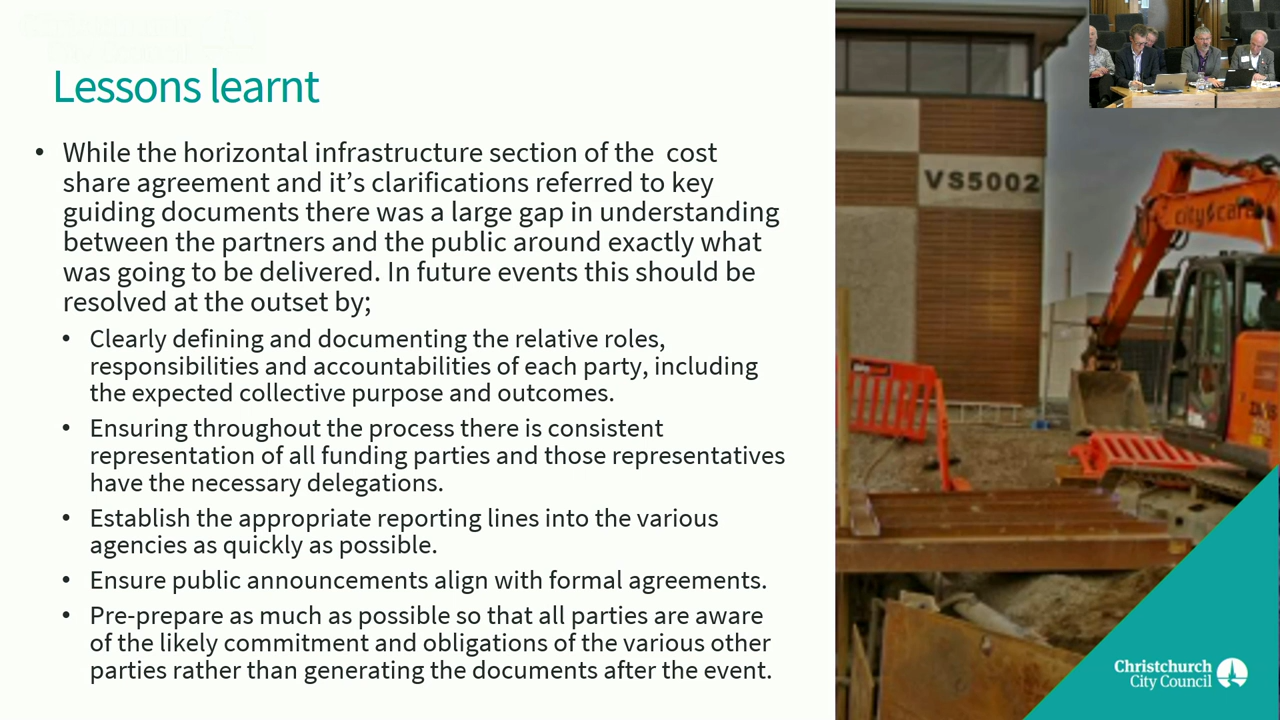 Lessons learnt
• While the horizontal infrastructure section of the cost
share agreement and it's clarifications referred to key
guiding documents there was a large gap in understanding
between the partners and the public around exactly what
was going to be delivered. In future events this should be
resolved at the outset by;
• Clearly defining and documenting the relative roles,
responsibilities and accountabilities of each party, including
the expected collective purpose and outcomes.
• Ensuring throughout the process there is consistent
representation of all funding parties and those representatives
have the necessary delegations.
• Establish the appropriate reporting lines into the various
agencies as quickly as possible.
• Ensure public announcements align with formal agreements.
• Pre-prepare as much as possible so that all parties are aware
of the likely commitment and obligations of the various other
parties rather than generating the documents after the event.
VS5002
city care
Christchurch
City Council